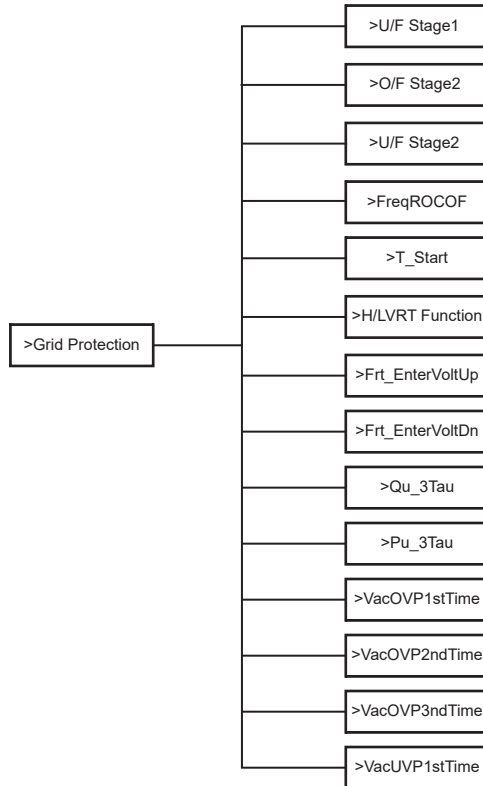 >U/F Stage1
>O/F Stage2
>U/F Stage2
>FreqROCOF
>T_Start
>H/LVRT Function
>Grid Protection
>Frt_EnterVoltUp
>Frt_EnterVoltDn
>Qu_3Tau
>Pu_3Tau
>VacOVP1stTime
>VacOVP2ndTime
>VacOVP3ndTime
>VacUVP1stTime